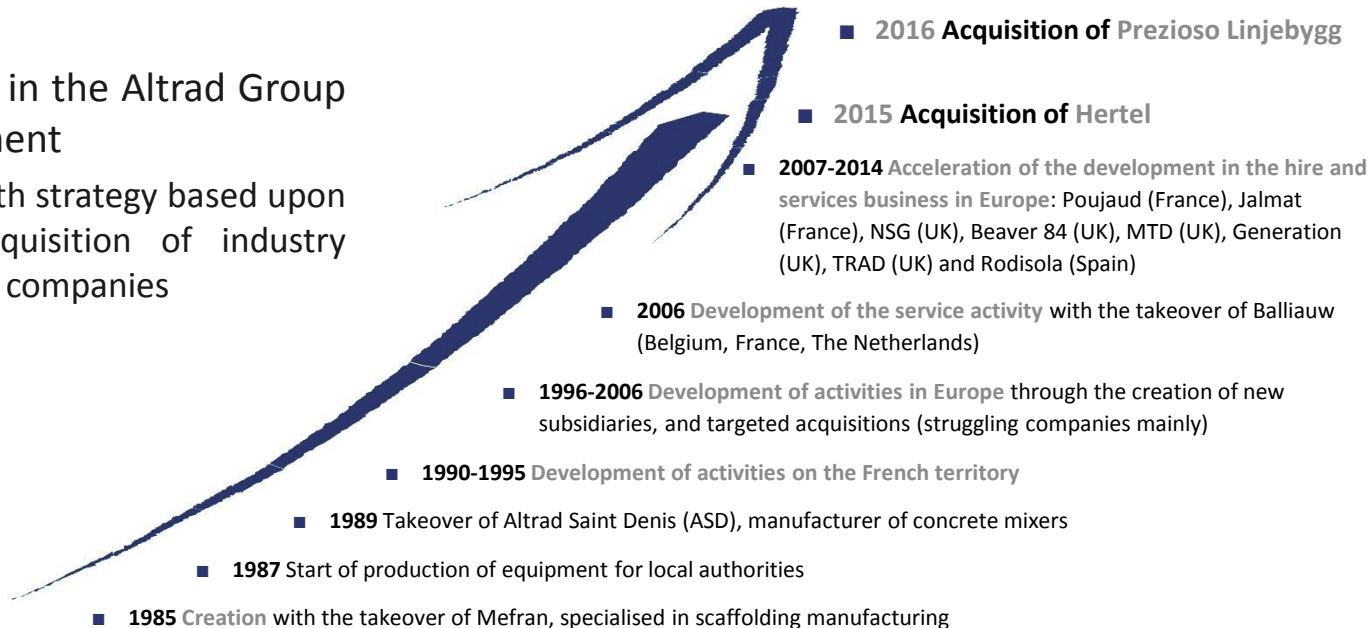 in the Altrad Group
ment
th strategy based upon
quisition of industry
companies
■ 2016 Acquisition of Prezioso Linjebygg
■ 2015 Acquisition of Hertel
■ 2007-2014 Acceleration of the development in the hire and
services business in Europe: Poujaud (France), Jalmat
(France), NSG (UK), Beaver 84 (UK), MTD (UK), Generation
(UK), TRAD (UK) and Rodisola (Spain)
■ 2006 Development of the service activity with the takeover of Balliauw
(Belgium, France, The Netherlands)
■ 1996-2006 Development of activities in Europe through the creation of new
subsidiaries, and targeted acquisitions (struggling companies mainly)
■ 1990-1995 Development of activities on the French territory
■ 1989 Takeover of Altrad Saint Denis (ASD), manufacturer of concrete mixers
■ 1987 Start of production of equipment for local authorities
■ 1985 Creation with the takeover of Mefran, specialised in scaffolding manufacturing